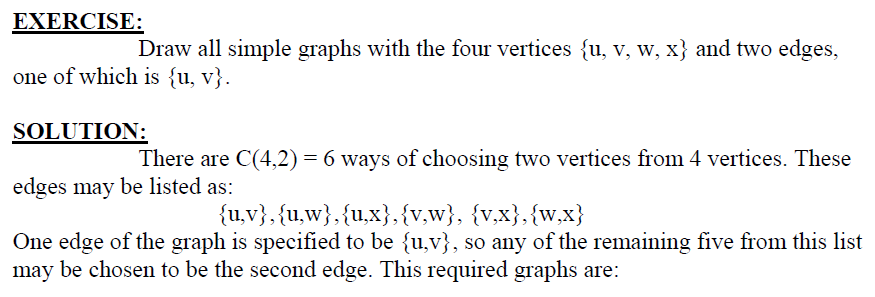 EXERCISE:
Draw all simple graphs with the four vertices {u, v, w, x} and two edges,
one of which is {u, v}.
SOLUTION:
There are C(4,2) = 6 ways of choosing two vertices from 4 vertices. These
edges may be listed as:
{u,v},{u,w},{u,x},{v,w}, {v,x},{w,x}
One edge of the graph is specified to be {u,v}, so any of the remaining five from this list
may be chosen to be the second edge. This required graphs are: